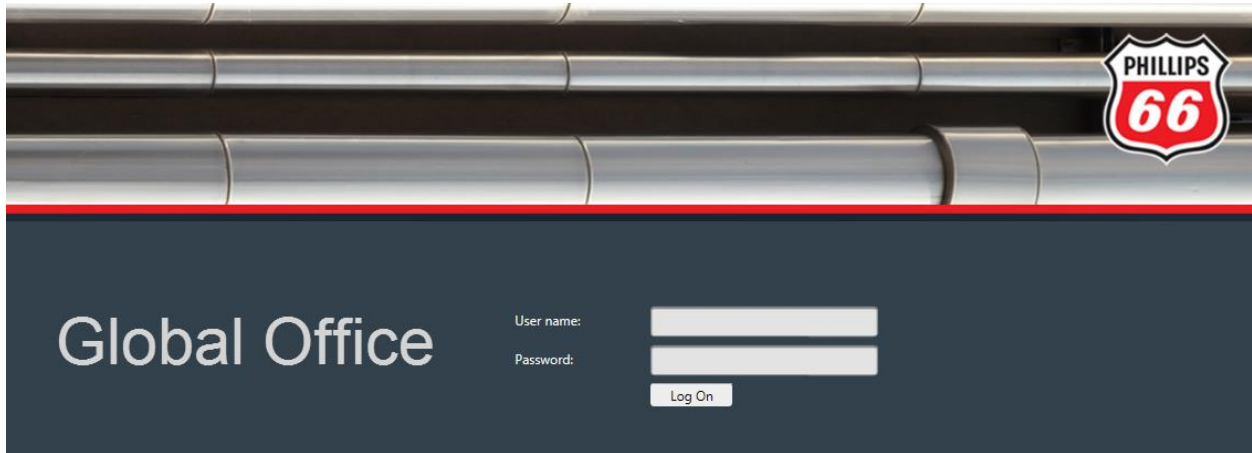 PHILLIPS
66
Global Office
User name:
Password:
Log On